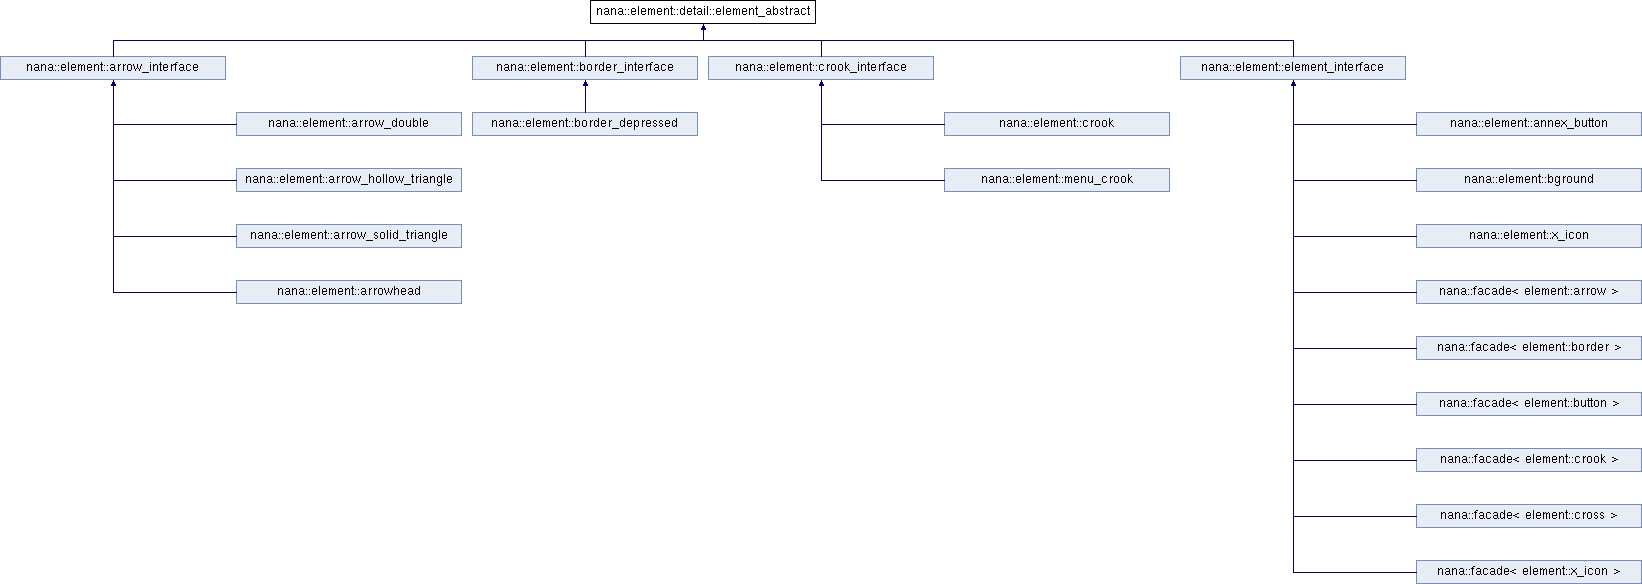 nana::element::detail::element_abstract
nana::element::arrow_interface
nana::element::border_interface
nana::element::crook_interface
nana::element::element_interface
nana::element::arrow_double
nana::element::border_depressed
nana::element::crook
nana::element::annex_button
nana::element::arrow_hollow_triangle
nana::element::menu_crook
nana::element::bground
nana::element::arrow_solid_triangle
nana::element::x_icon
nana::element::arrowhead
nana::facade< element::arrow >
nana::facade< element::border >
nana::facade< element::button >
nana::facade< element::crook >
nana::facade< element::cross >
nana::facade< element::x_icon >